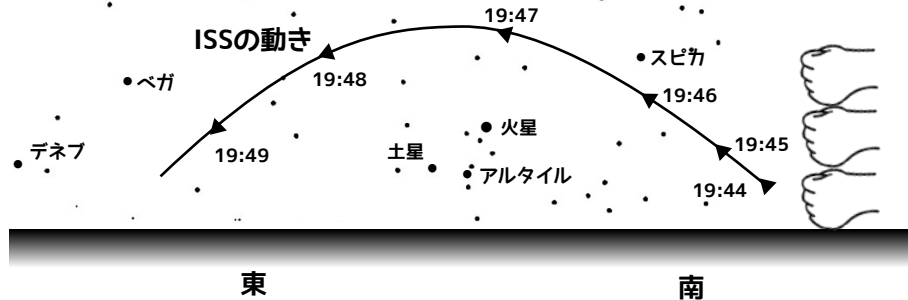 ISSの動き
19:47
19:48
スピカ
ベガ
19:46
19:49
火星
19:45
デネブ
土星
アルタイル
19:44
東
南